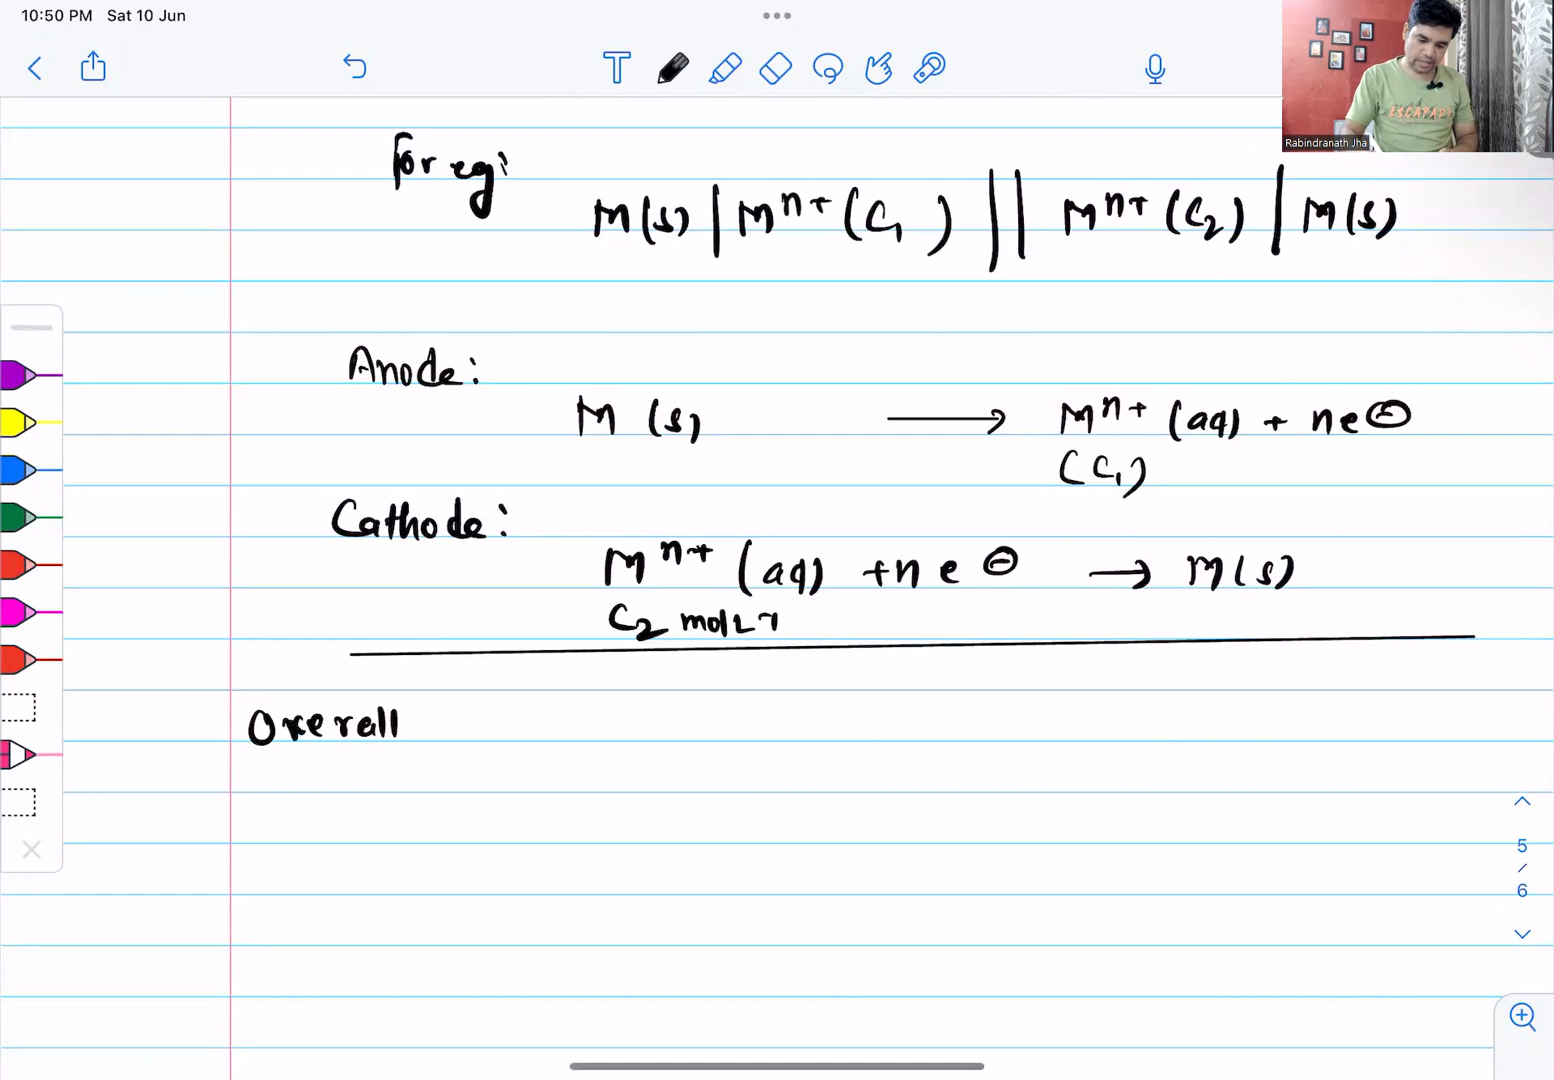 10:50 PM Sat 10 Jun
T
Rabindranath Jha
For eg:
M(s) | Mⁿ⁺(C₁) || Mⁿ⁺(C₂) | M(s)
Anode:
M (s) ⟶ Mⁿ⁺ (aq) + ne⊖
(C₁)
Cathode:
Mⁿ⁺ (aq) +ne⊖ → M(s)
C₂ mol L⁻¹
Overall
5
/
6